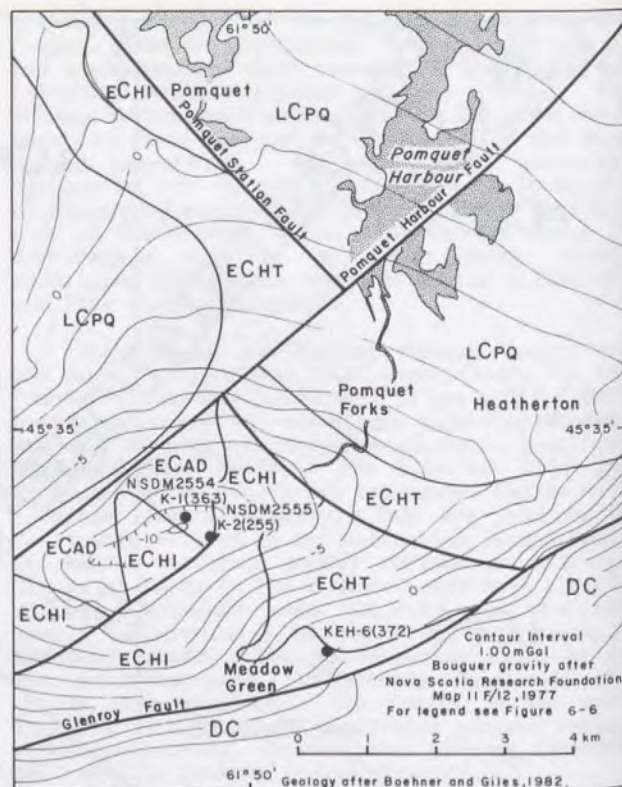 61° 50'
ECHI
Pomquet
LCPQ
Pomquet Station Fault
Pomquet
Harbour
Pomquet Harbour Fault
0
0
ECHT
LCPQ
LCPQ
Pomquet
Forks
Heatherton
45° 35'
45° 35'
-5
ECAD
ECHI
NSDM2554
K-1(363)
NSDM2555
K-2(255)
ECHT
-10
ECAD
ECHI
-5
ECHI
ECHT
0
DC
ECHI
KEH-6(372)
Meadow
Green
Glenroy Fault
DC
Contour Interval
1.00mGal
Bouguer gravity after
Nova Scotia Research Foundation
Map 11 F/12, 1977
For legend see Figure 6-6
0 1 2 3 4 km
61° 50'
Geology after Boehner and Giles, 1982.